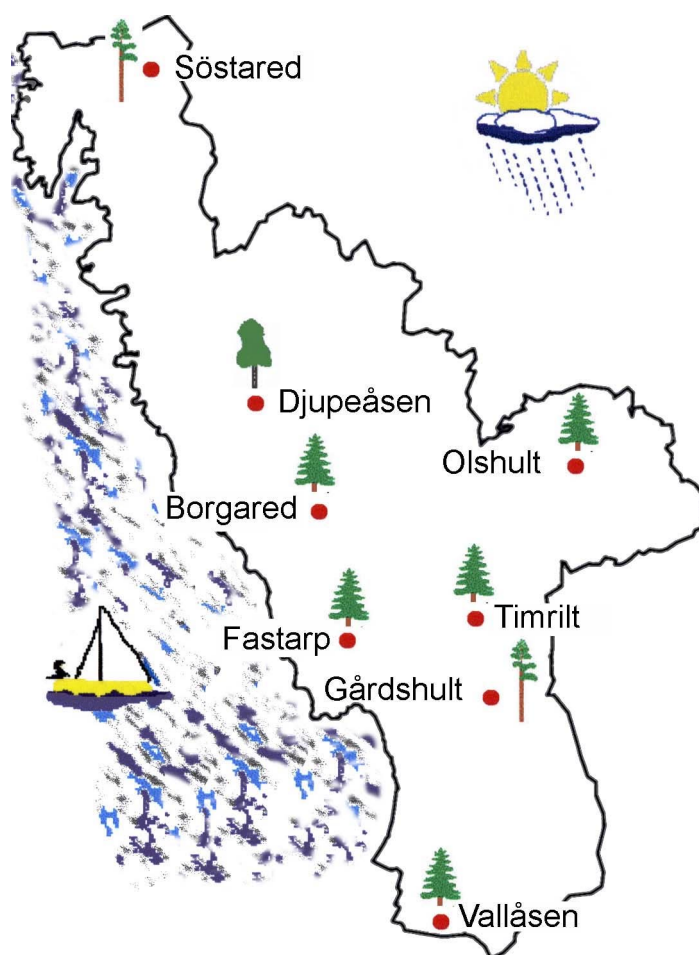 Söstared
Djupeåsen
Olshult
Borgared
Timrilt
Fastarp
Gårdshult
Vallåsen